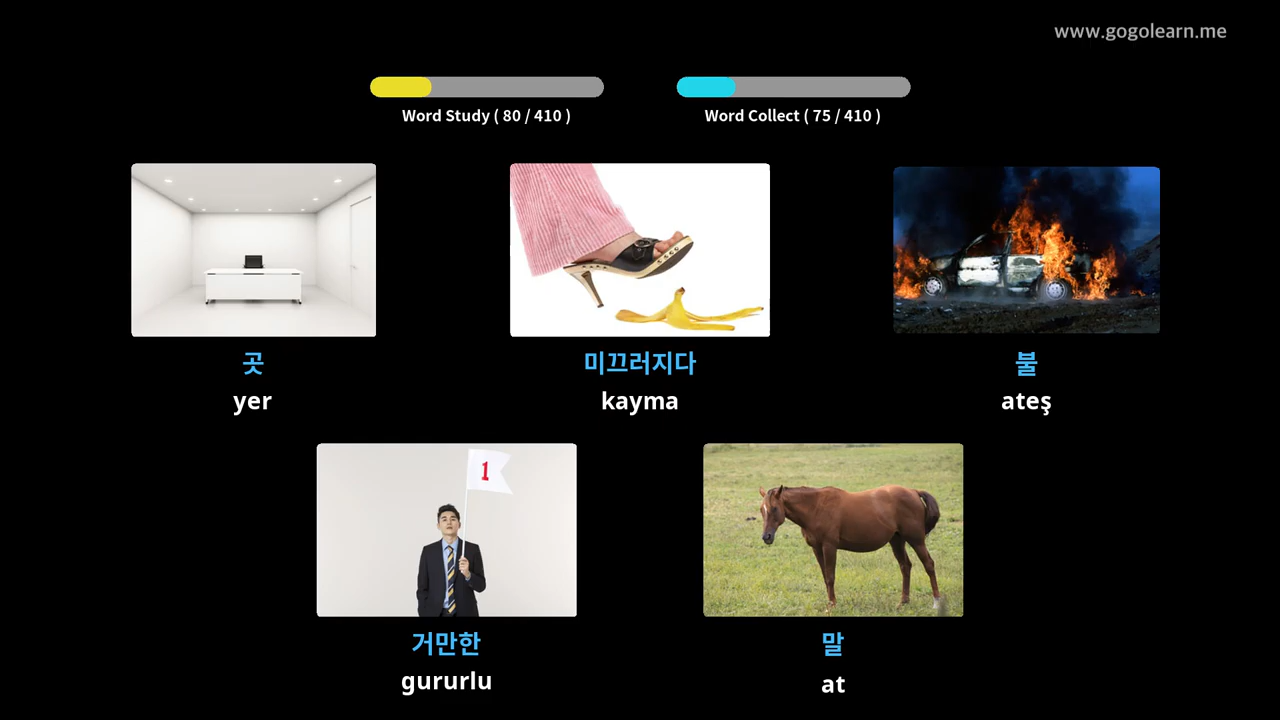 www.gogolearn.me
Word Study ( 80 / 410 )
Word Collect ( 75 / 410 )
곳
yer
미끄러지다
kayma
불
ateş
1
거만한
gururlu
말
at